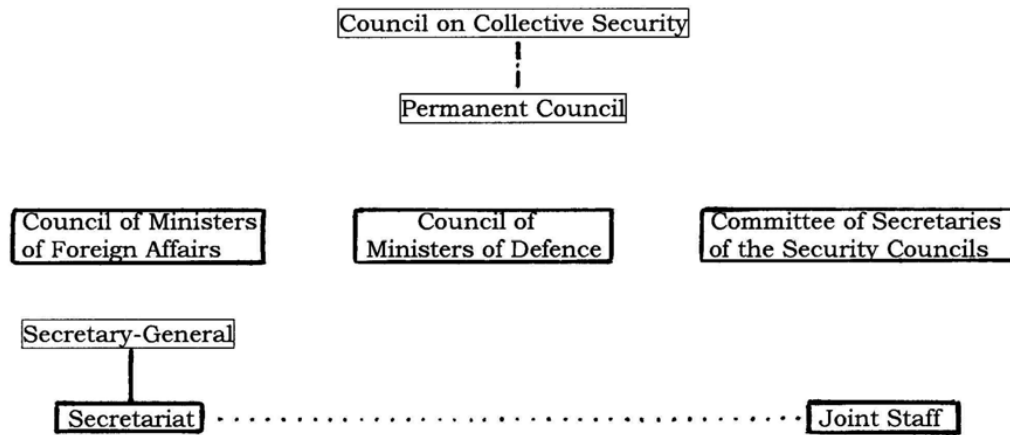 Council on Collective Security
Permanent Council
Council of Ministers
of Foreign Affairs
Council of
Ministers of Defence
Committee of Secretaries
of the Security Councils
Secretary-General
Secretariat
Joint Staff